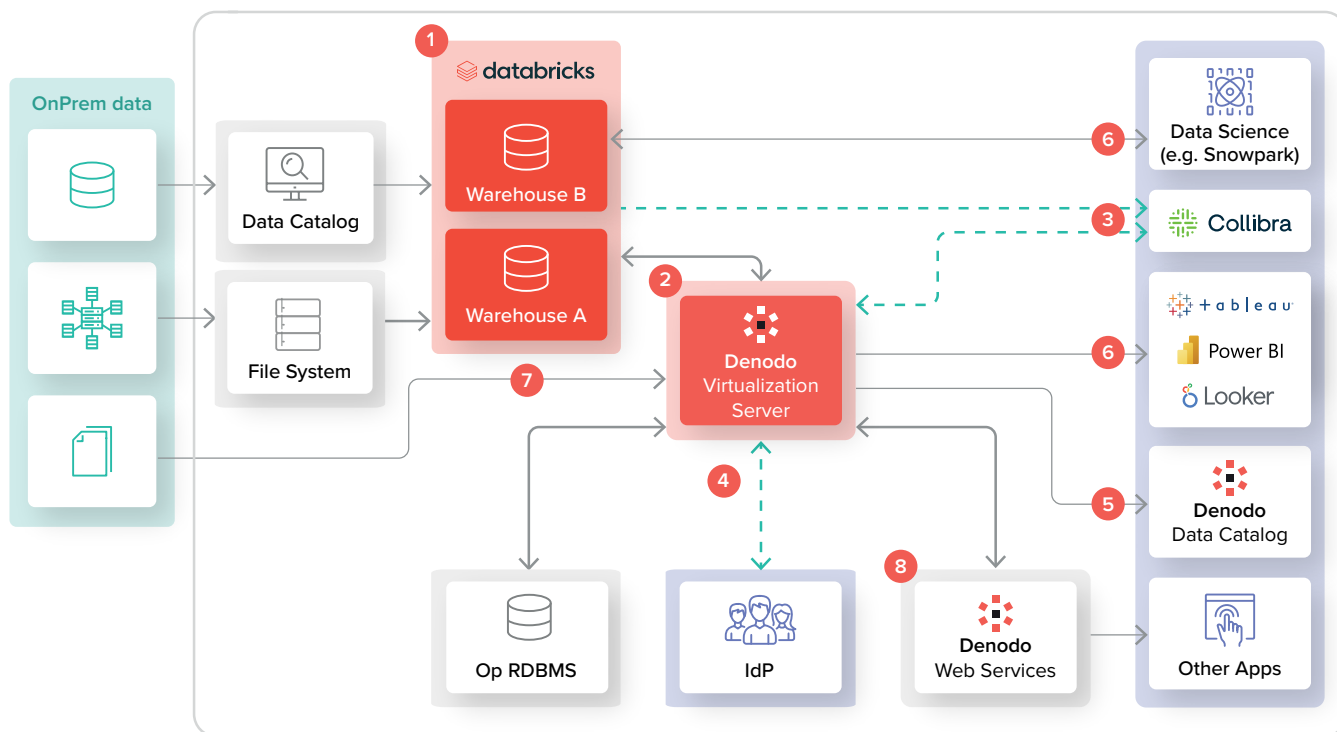 1
databricks
OnPrem data
Warehouse B
Warehouse A
Data Catalog
File System
7
2
Denodo
Virtualization
Server
4
Op RDBMS
IdP
8
Denodo
Web Services
6
Data Science
(e.g. Snowpark)
3
Collibra
6
+ableau
Power BI
Looker
5
Denodo
Data Catalog
Other Apps